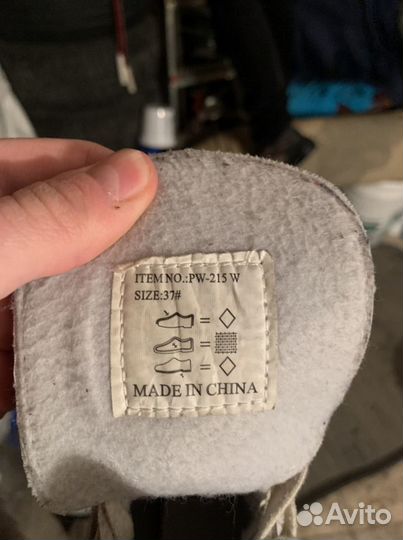 ITEM NO.:PW-215 W
SIZE:37#
=
=
=
MADE IN CHINA
Avito